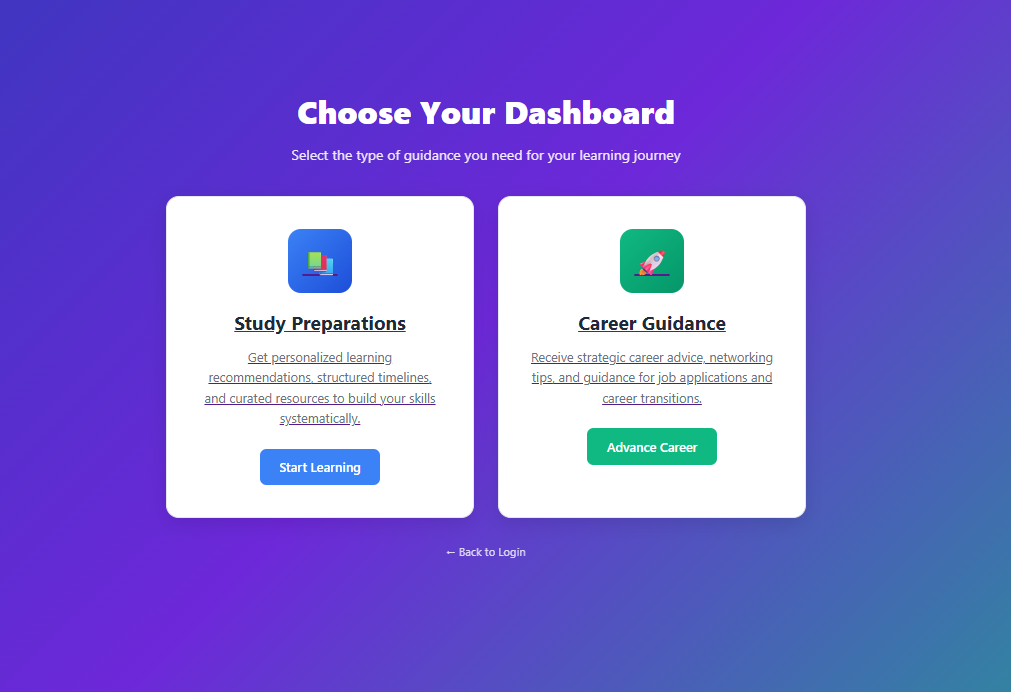 Choose Your Dashboard
Select the type of guidance you need for your learning journey
Study Preparations
Get personalized learning
recommendations, structured timelines,
and curated resources to build your skills
systematically.
Start Learning
Career Guidance
Receive strategic career advice, networking
tips, and guidance for job applications and
career transitions.
Advance Career
← Back to Login